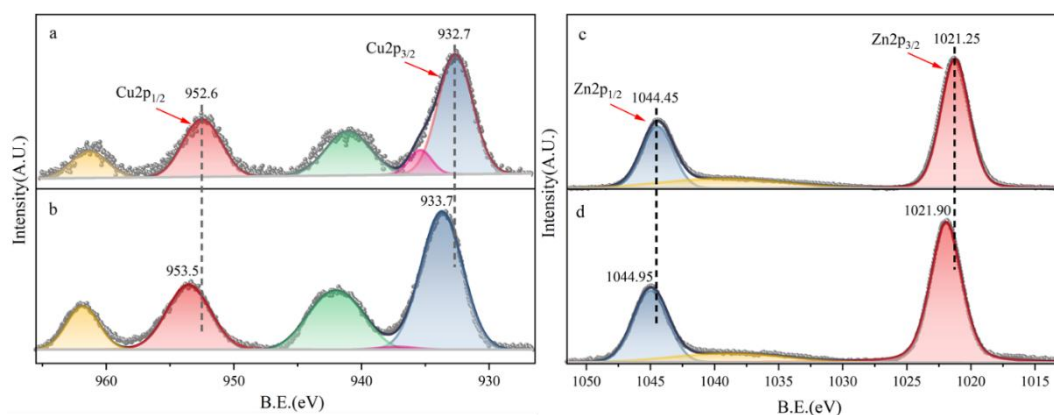 a
932.7
Cu2p3/2
952.6
Cu2p1/2
b
933.7
953.5
Intensity(A.U.)
960
950
940
930
B.E.(eV)
c
1021.25
Zn2p3/2
Zn2p1/2
1044.45
d
1021.90
1044.95
Intensity(A.U.)
1050
1045
1040
1035
1030
1025
1020
1015
B.E.(eV)